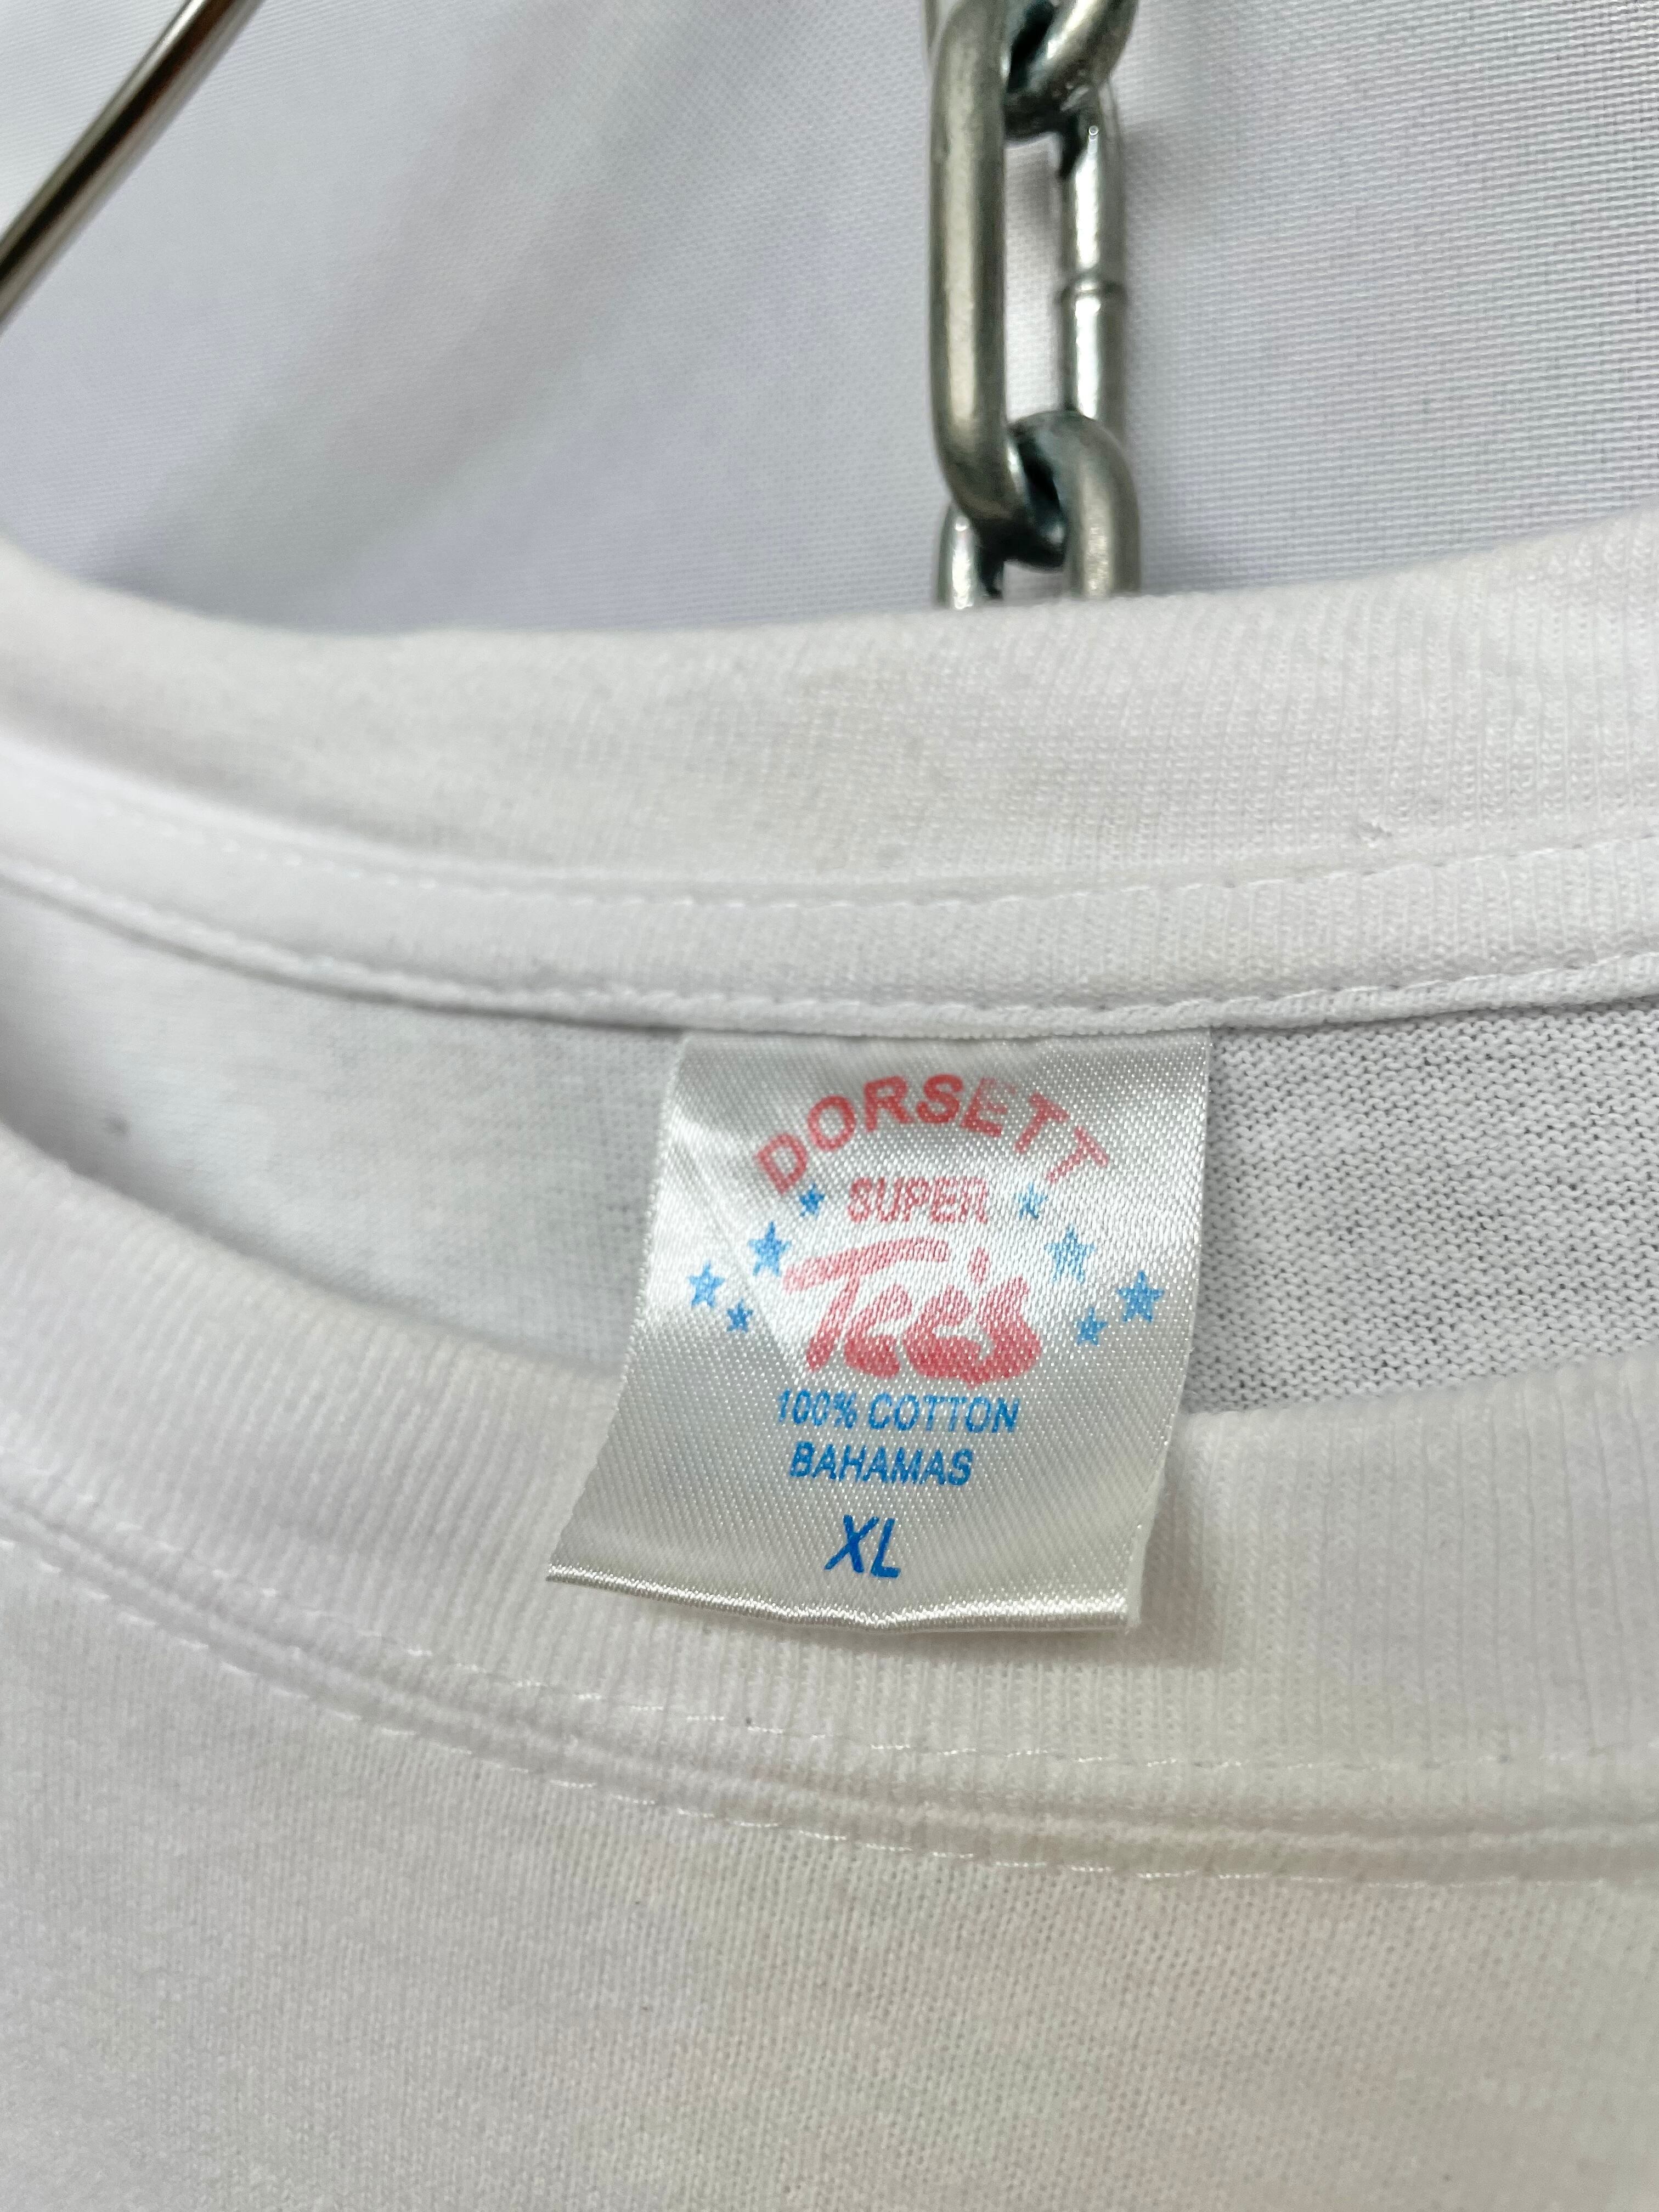 DORSETT
SUPER
Tee's
100% COTTON
BAHAMAS
XL